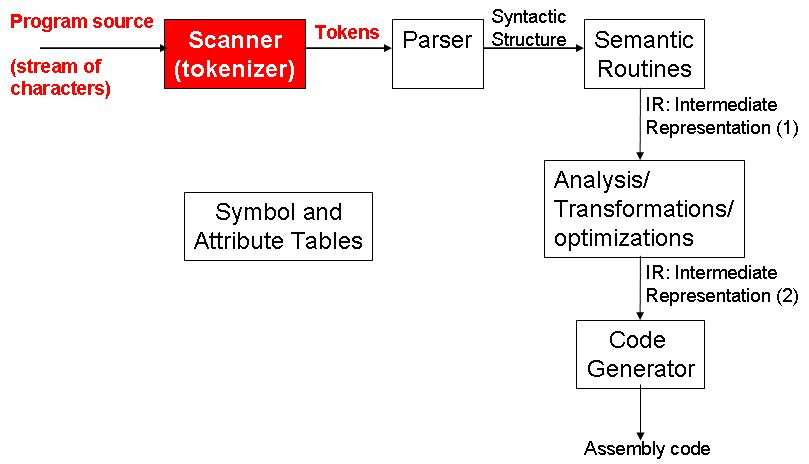 Program source
(stream of
characters)
Scanner
(tokenizer)
Tokens
Parser
Syntactic
Structure
Semantic
Routines
IR: Intermediate
Representation (1)
Analysis/
Transformations/
optimizations
Symbol and
Attribute Tables
IR: Intermediate
Representation (2)
Code
Generator
Assembly code